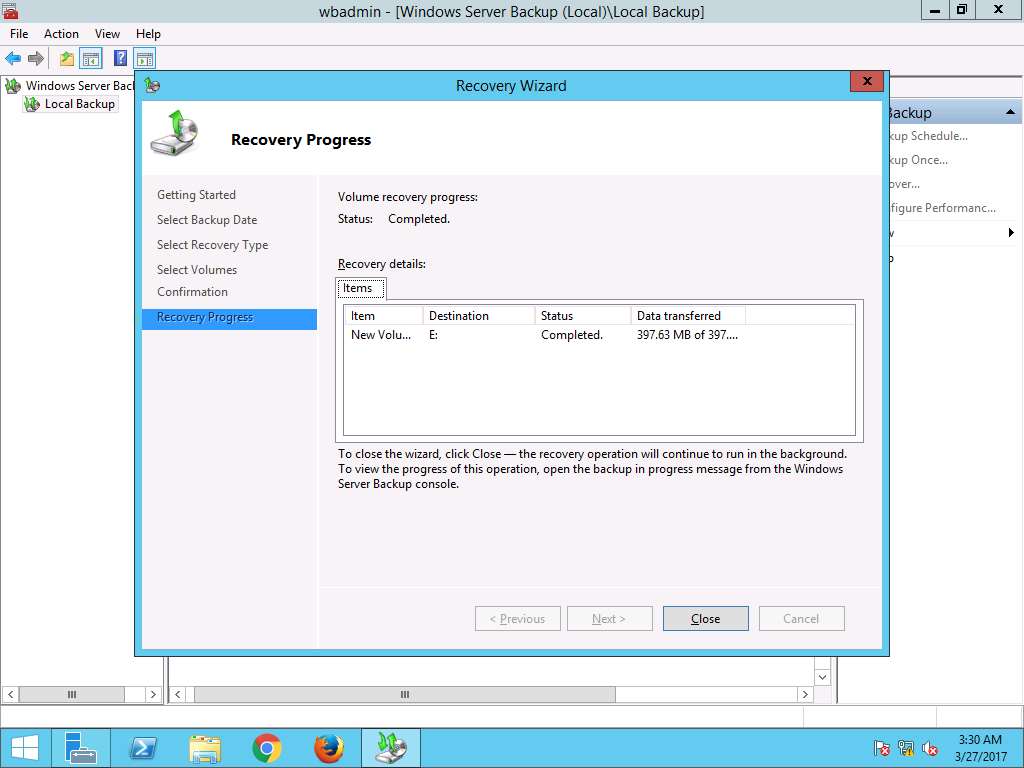 wbadmin - [Windows Server Backup (Local)\Local Backup]
File Action View Help
Windows Server Bac
Local Backup
Recovery Wizard
Recovery Progress
Getting Started
Select Backup Date
Select Recovery Type
Select Volumes
Confirmation
Recovery Progress
Volume recovery progress:
Status: Completed.
Recovery details:
Items
Item Destination Status Data transferred
New Volu... E: Completed. 397.63 MB of 397....
To close the wizard, click Close — the recovery operation will continue to run in the background.
To view the progress of this operation, open the backup in progress message from the Windows
Server Backup console.
< Previous Next > Close Cancel
Backup
kup Schedule...
kup Once...
over...
figure Performanc...
3:30 AM
3/27/2017